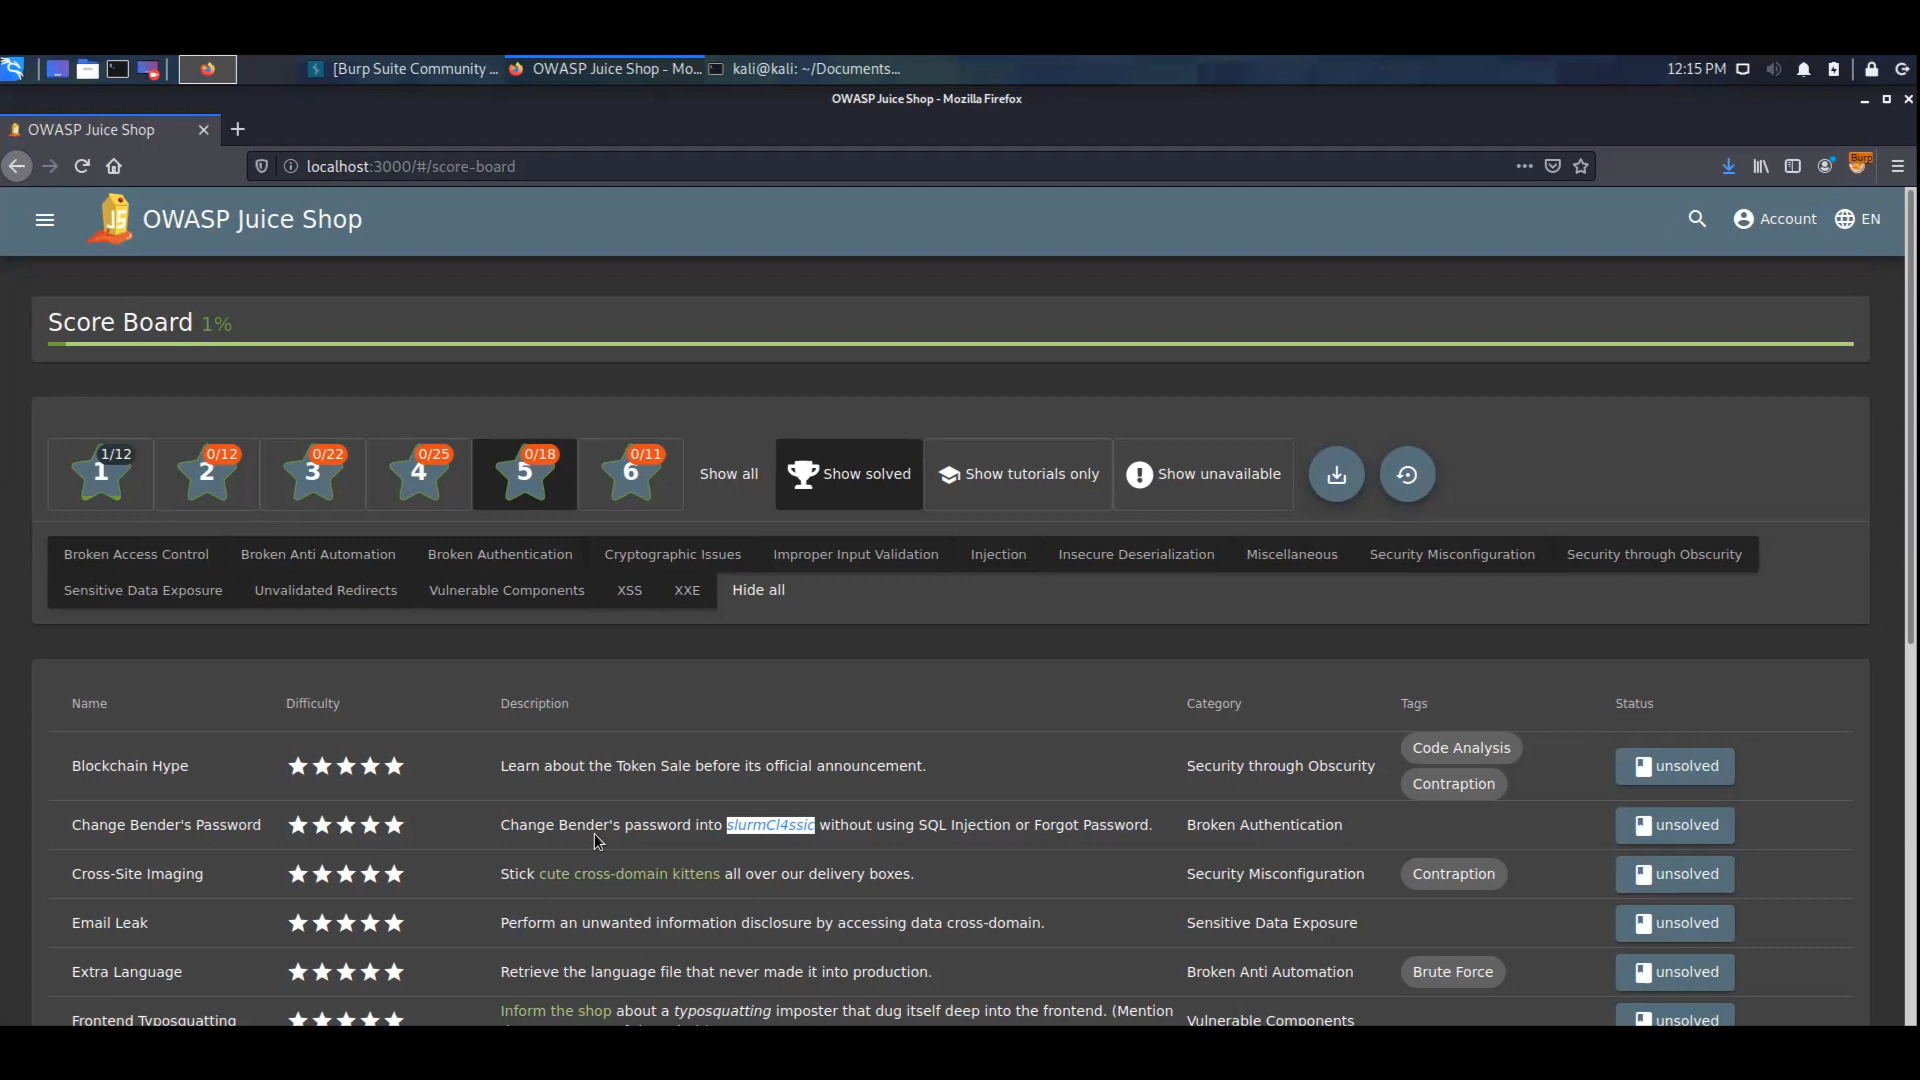 [Burp Suite Community ... OWASP Juice Shop - Mo... kali@kali: ~/Documents... 12:15 PM
OWASP Juice Shop - Mozilla Firefox
OWASP Juice Shop
localhost:3000/#/score-board
Burp
JS OWASP Juice Shop Account EN
Score Board 1%
1/12 0/12 0/22 0/25 0/18 0/11
1 2 3 4 5 6 Show all Show solved Show tutorials only Show unavailable
Broken Access Control Broken Anti Automation Broken Authentication Cryptographic Issues Improper Input Validation Injection Insecure Deserialization Miscellaneous Security Misconfiguration Security through Obscurity
Sensitive Data Exposure Unvalidated Redirects Vulnerable Components XSS XXE Hide all
Name Difficulty Description Category Tags Status
Blockchain Hype Learn about the Token Sale before its official announcement. Security through Obscurity Code Analysis Contraption unsolved
Change Bender's Password Change Bender's password into slurmCl4ssic without using SQL Injection or Forgot Password. Broken Authentication unsolved
Cross-Site Imaging Stick cute cross-domain kittens all over our delivery boxes. Security Misconfiguration Contraption unsolved
Email Leak Perform an unwanted information disclosure by accessing data cross-domain. Sensitive Data Exposure unsolved
Extra Language Retrieve the language file that never made it into production. Broken Anti Automation Brute Force unsolved
Inform the shop about a typosquatting imposter that dug itself deep into the frontend. (Mention
Frontend Typosquatting Vulnerable Components unsolved